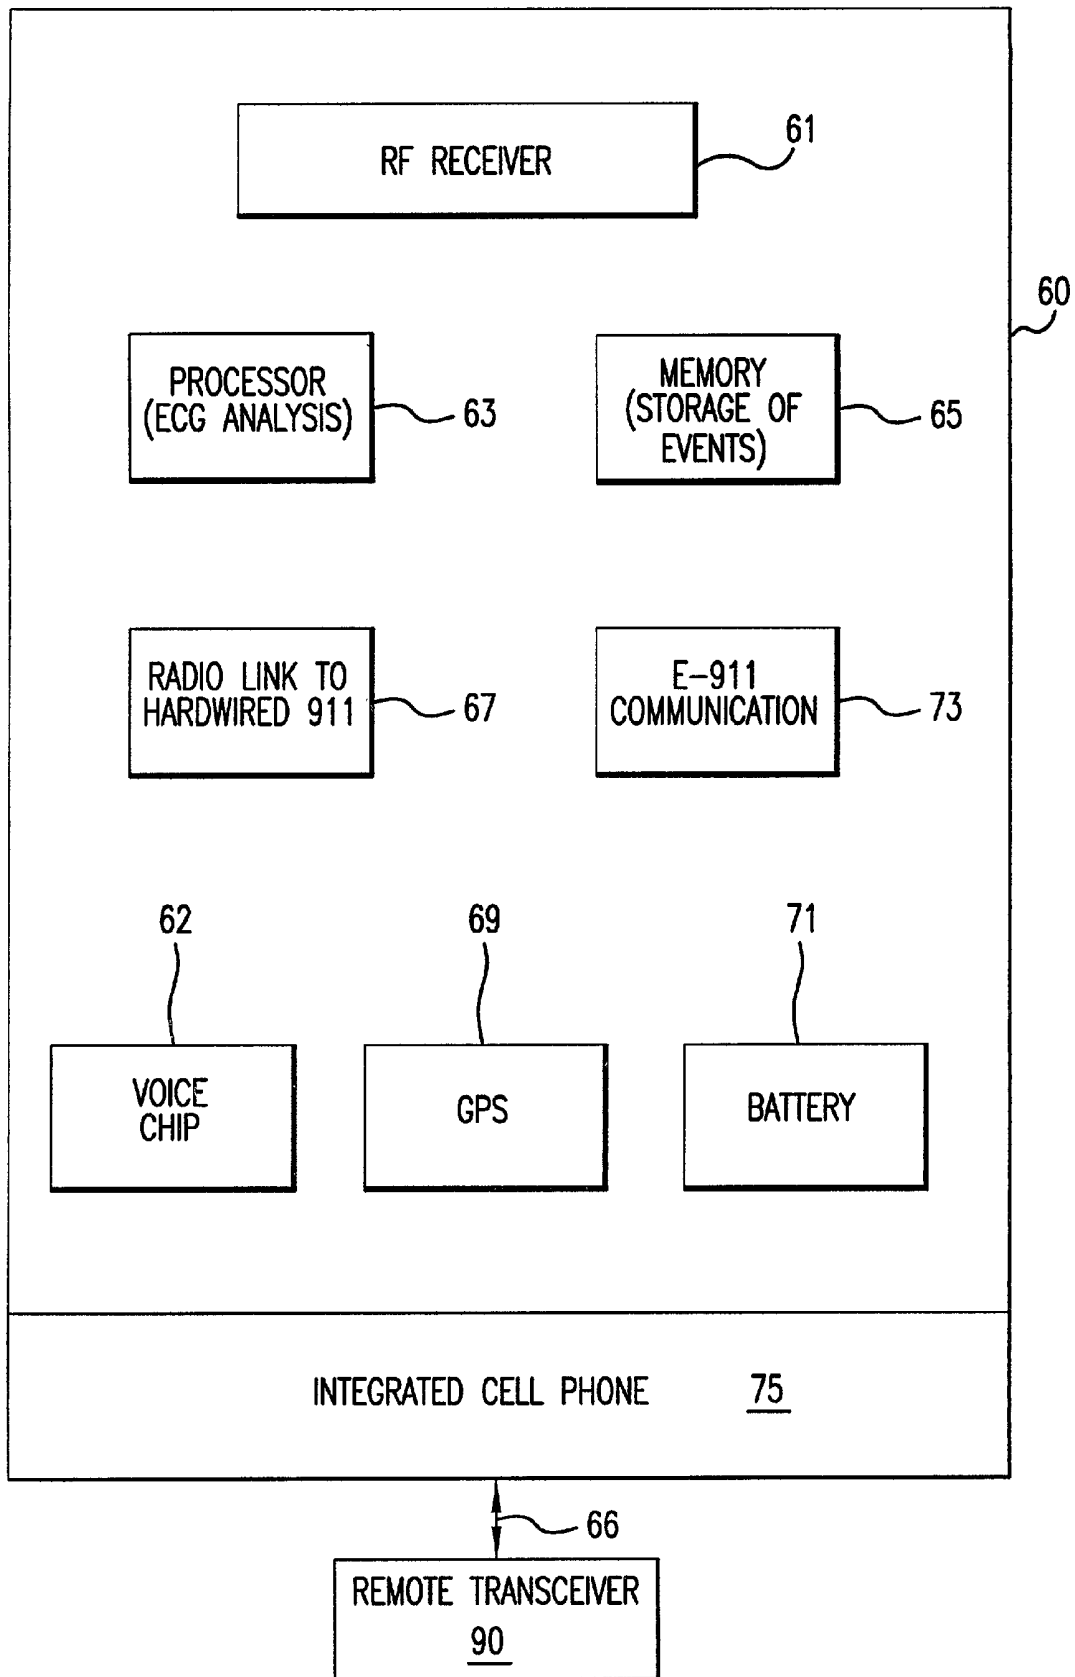 RF RECEIVER
61
60
PROCESSOR
(ECG ANALYSIS)
63
MEMORY
(STORAGE OF
EVENTS)
65
RADIO LINK TO
HARDWIRED 911
67
E-911
COMMUNICATION
73
62
69
71
VOICE
CHIP
GPS
BATTERY
INTEGRATED CELL PHONE 75
66
REMOTE TRANSCEIVER
90